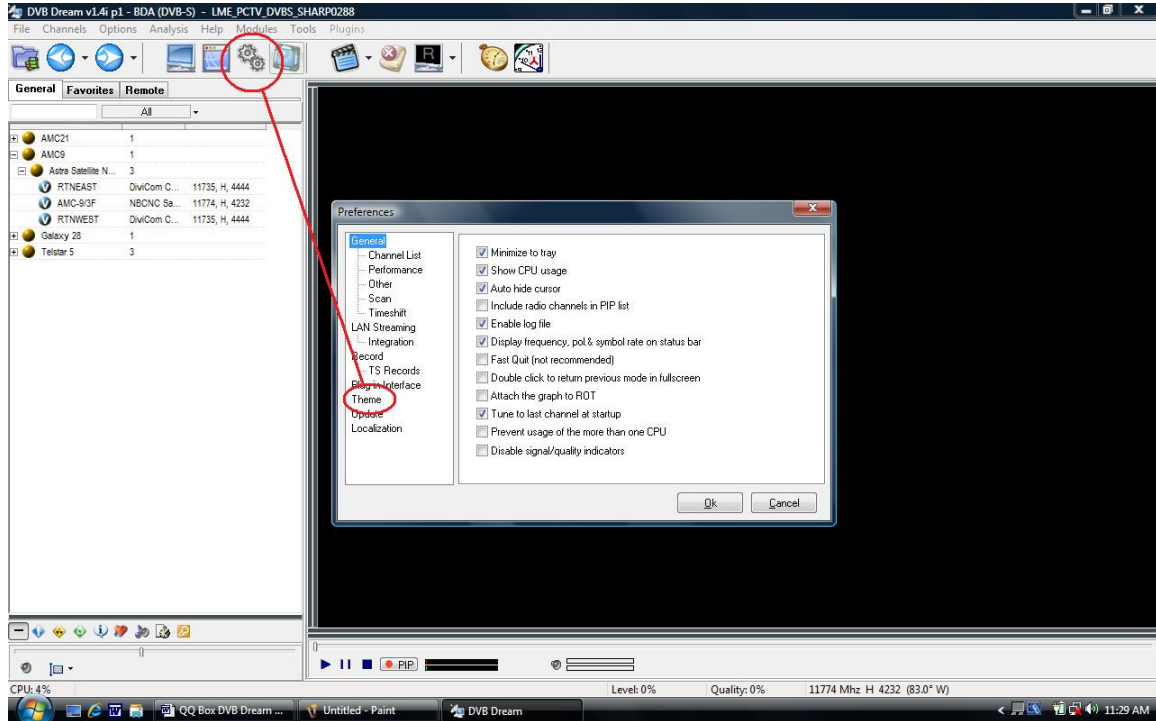 DVB Dream v1.4i p1 - BDA (DVB-S) - LME_PCTV_DVBS_SHARP0288
File Channels Options Analysis Help Modules Tools Plugins
General Favorites Remote
All
AMC21 1
AMC9 1
Astra Satellite N... 3
RTNEAST DiviCom C... 11735, H, 4444
AMC-9/3F NBCNC Sa... 11774, H, 4232
RTNWEST DiviCom C... 11735, H, 4444
Galaxy 28 1
Telstar 5 3
Preferences
General
Channel List
Performance
Other
Scan
Timeshift
LAN Streaming
Integration
Record
TS Records
Plug-in Interface
Theme
Update
Localization
Minimize to tray
Show CPU usage
Auto hide cursor
Include radio channels in PIP list
Enable log file
Display frequency, pol.& symbol rate on status bar
Fast Quit (not recommended)
Double click to return previous mode in fullscreen
Attach the graph to ROT
Tune to last channel at startup
Prevent usage of the more than one CPU
Disable signal/quality indicators
Ok Cancel
PIP
CPU: 4% Level: 0% Quality: 0% 11774 Mhz H 4232 (83.0° W)
QQ Box DVB Dream ... Untitled - Paint DVB Dream 11:29 AM